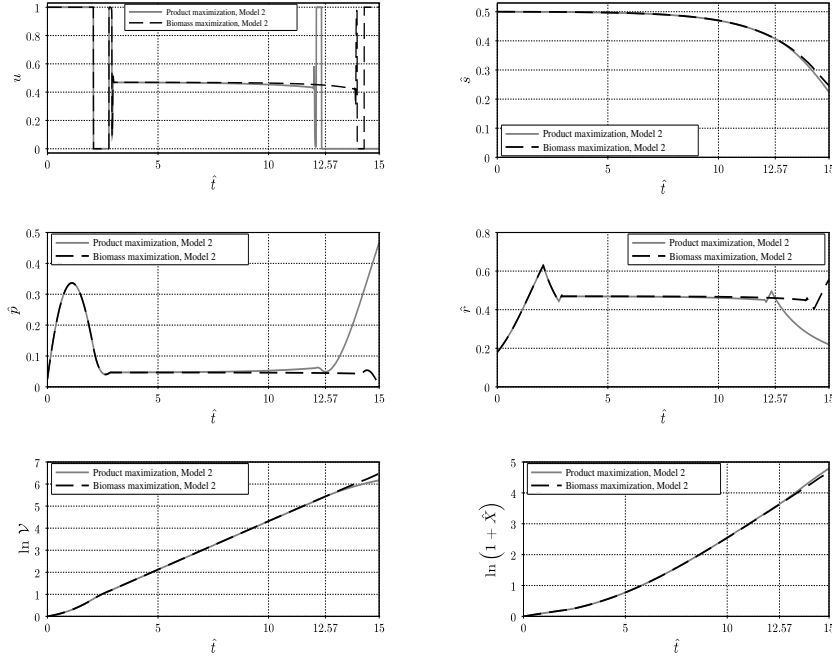 1
0.8
0.6
0.4
0.2
0
u
Product maximization, Model 2
Biomass maximization, Model 2
0 5 10 12.57 15
t̂
0.5
0.4
0.3
0.2
0.1
0
ŝ
Product maximization, Model 2
Biomass maximization, Model 2
0 5 10 12.57 15
t̂
0.5
0.4
0.3
0.2
0.1
0
p̂
Product maximization, Model 2
Biomass maximization, Model 2
0 5 10 12.57 15
t̂
0.8
0.6
0.4
0.2
0
r̂
Product maximization, Model 2
Biomass maximization, Model 2
0 5 10 12.57 15
t̂
7
6
5
4
3
2
1
0
ln 𝒱
Product maximization, Model 2
Biomass maximization, Model 2
0 5 10 12.57 15
t̂
5
4
3
2
1
0
ln (1 + X̂)
Product maximization, Model 2
Biomass maximization, Model 2
0 5 10 12.57 15
t̂